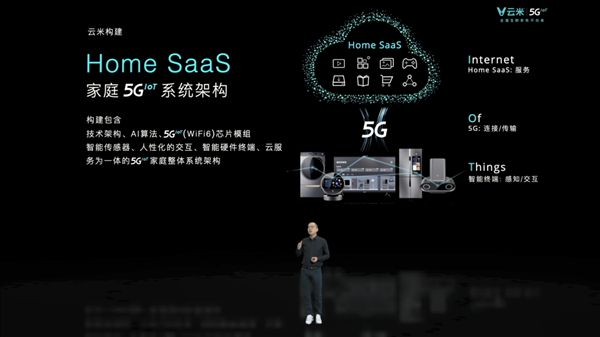 云米构建
Home SaaS
家庭 5G IoT 系统架构
构建包含
技术架构、AI算法、5G IoT(WiFi6)芯片模组
智能传感器、人性化的交互、智能硬件终端、云服
务为一体的5G IoT 家庭整体系统架构
Home SaaS
5G
云米 5G IoT
Internet
Home SaaS: 服务
Of
5G: 连接/传输
Things
智能终端: 感知/交互